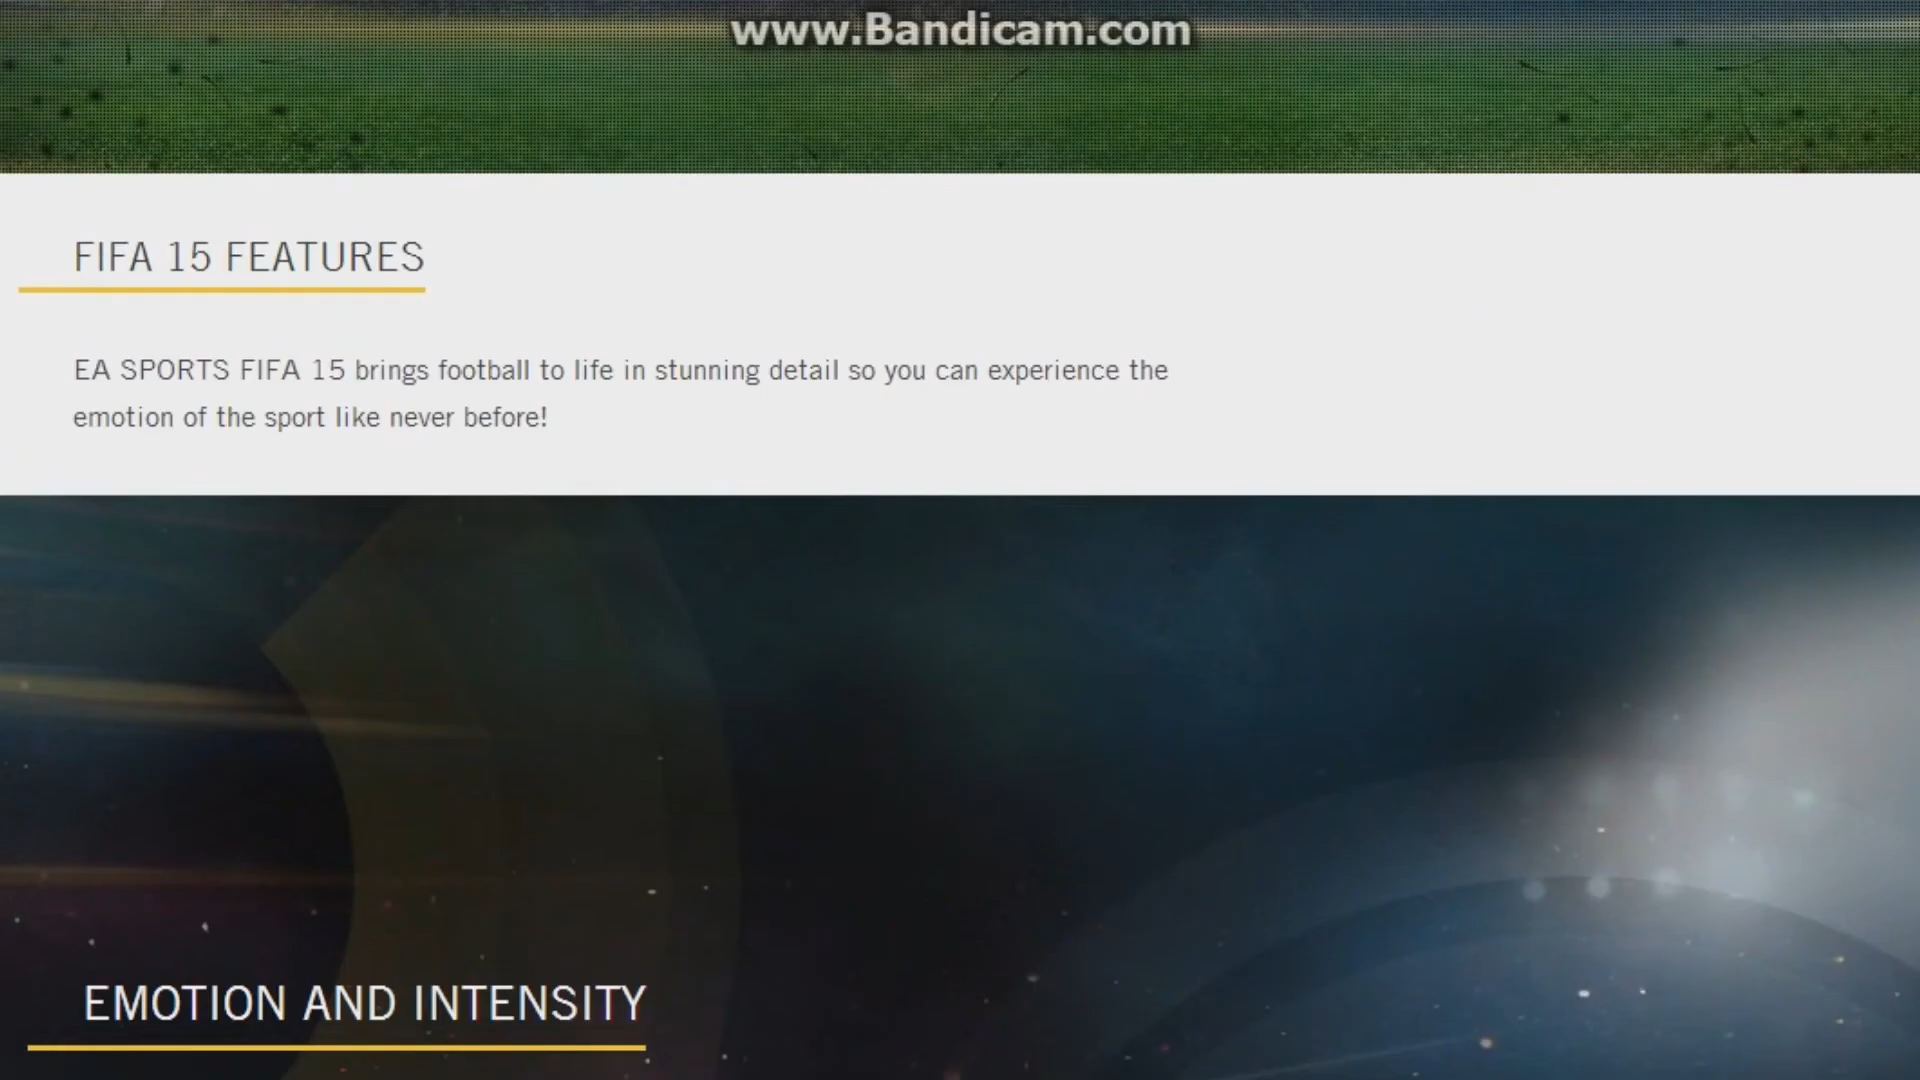 www.Bandicam.com
FIFA 15 FEATURES
EA SPORTS FIFA 15 brings football to life in stunning detail so you can experience the
emotion of the sport like never before!
EMOTION AND INTENSITY